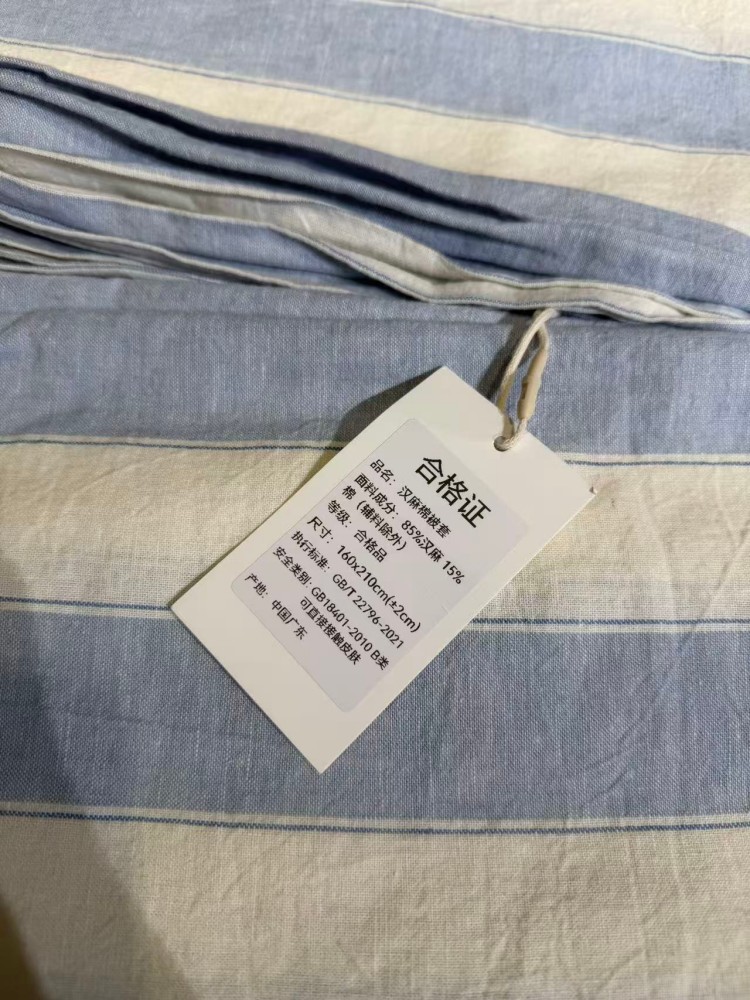 合格证
品名：汉麻棉被套
面料成分：85%汉麻 15%
棉（辅料除外）
等级：合格品
尺寸：160x210cm(±2cm)
执行标准：GB/T 22796-2021
安全类别：GB18401-2010 B类
可直接接触皮肤
产地：中国广东